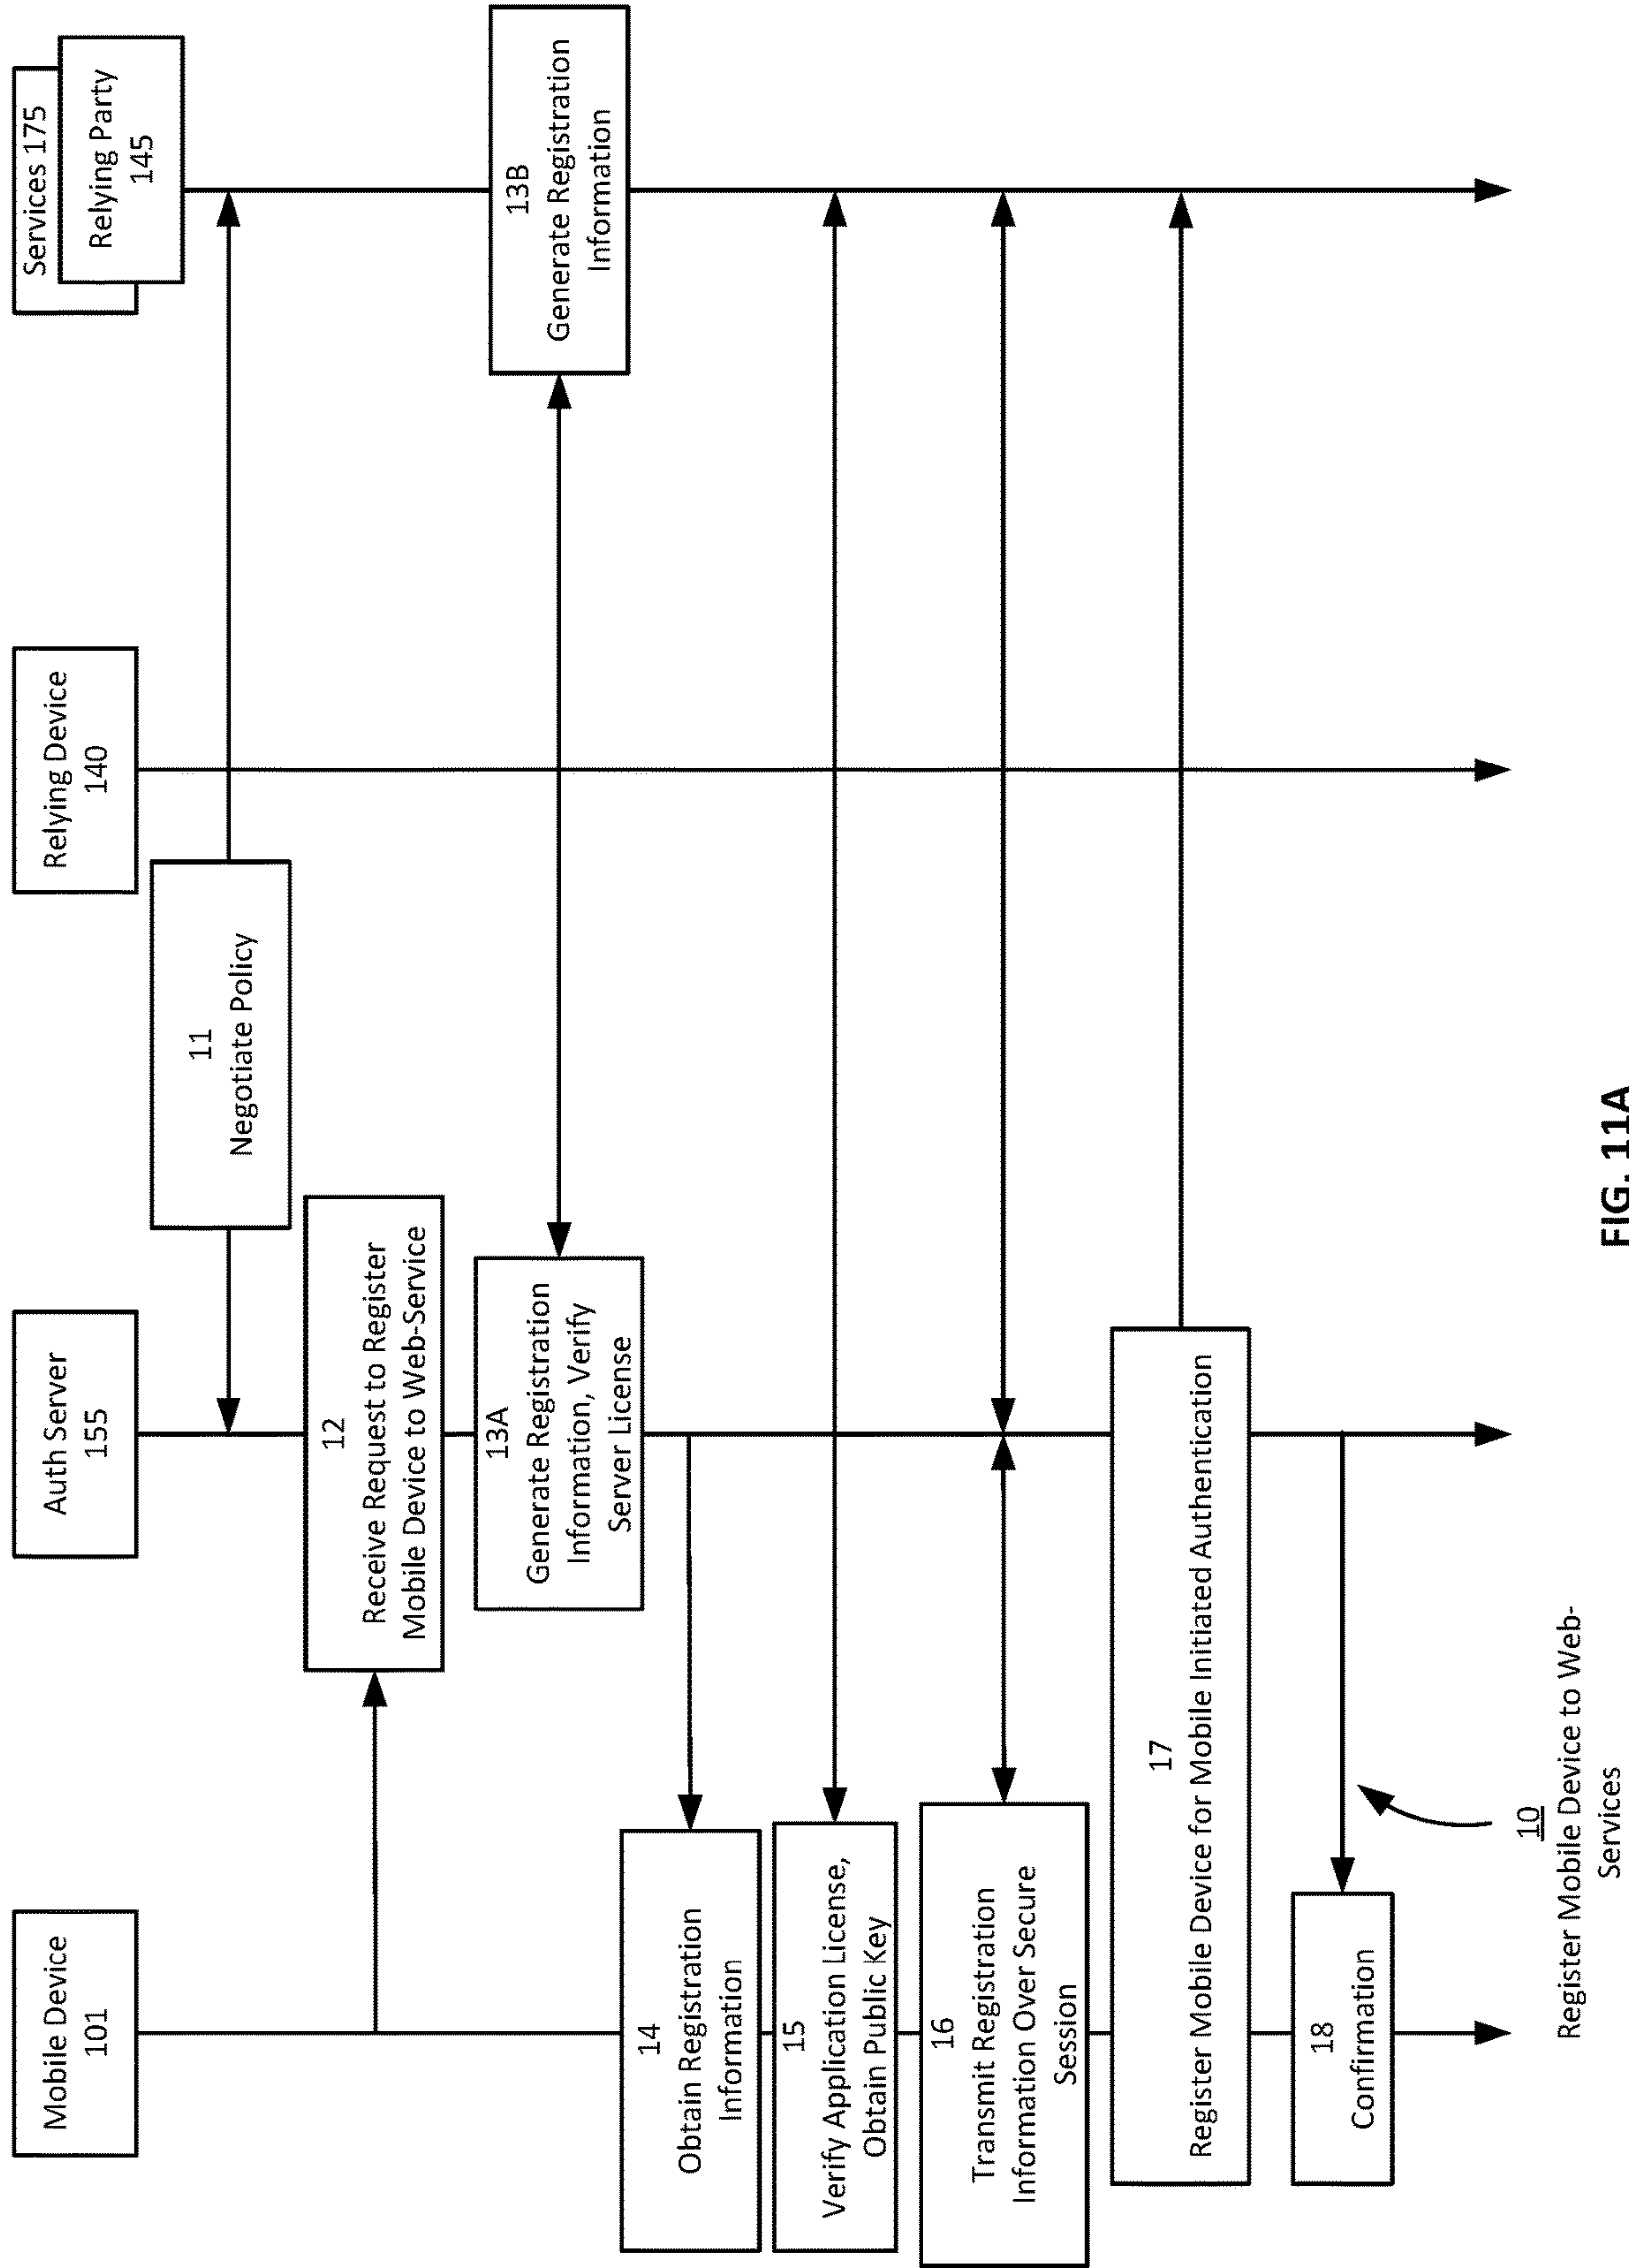 Mobile Device
101
Auth Server
155
Relying Device
140
Services 175
Relying Party
145
11
Negotiate Policy
12
Receive Request to Register
Mobile Device to Web-Service
13A
Generate Registration
Information, Verify
Server License
13B
Generate Registration
Information
14
Obtain Registration
Information
15
Verify Application License,
Obtain Public Key
16
Transmit Registration
Information Over Secure
Session
17
Register Mobile Device for Mobile Initiated Authentication
18
Confirmation
10
Register Mobile Device to Web-
Services
FIG. 11A